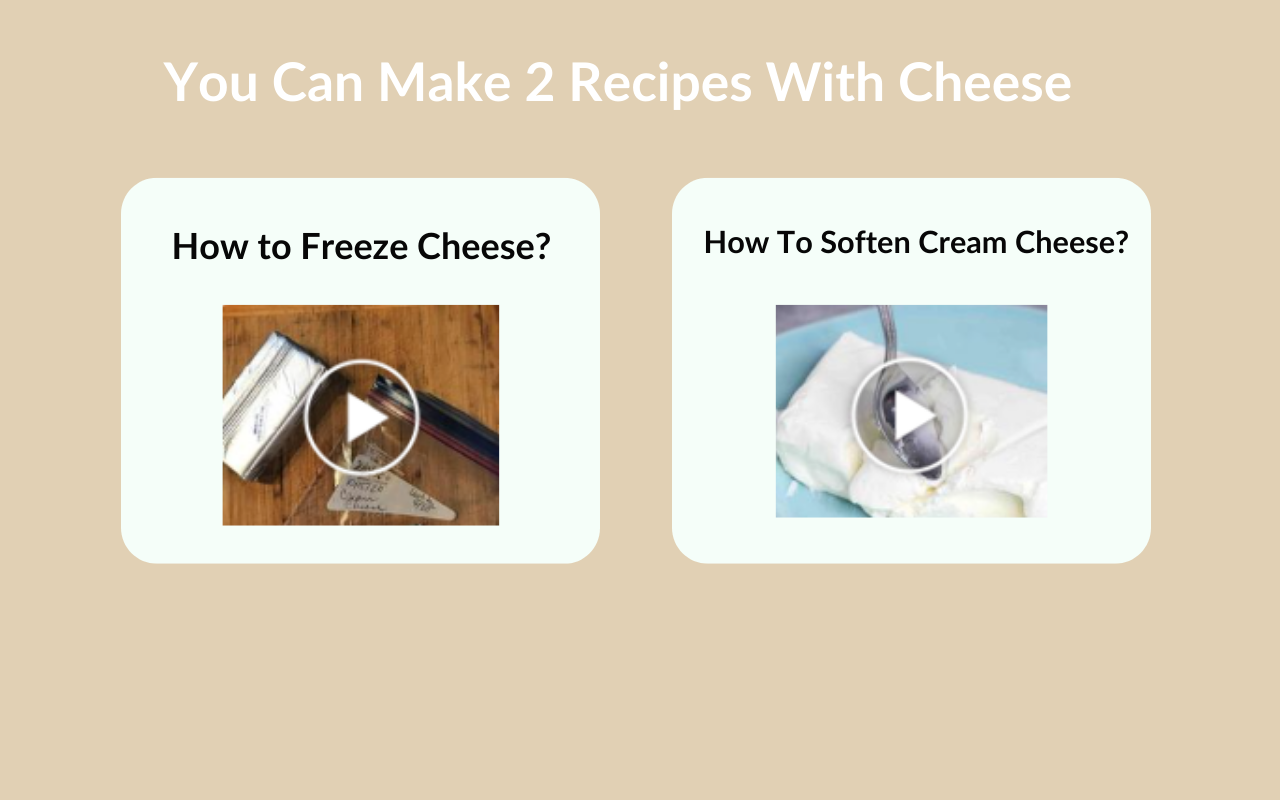 You Can Make 2 Recipes With Cheese
How to Freeze Cheese?
How To Soften Cream Cheese?